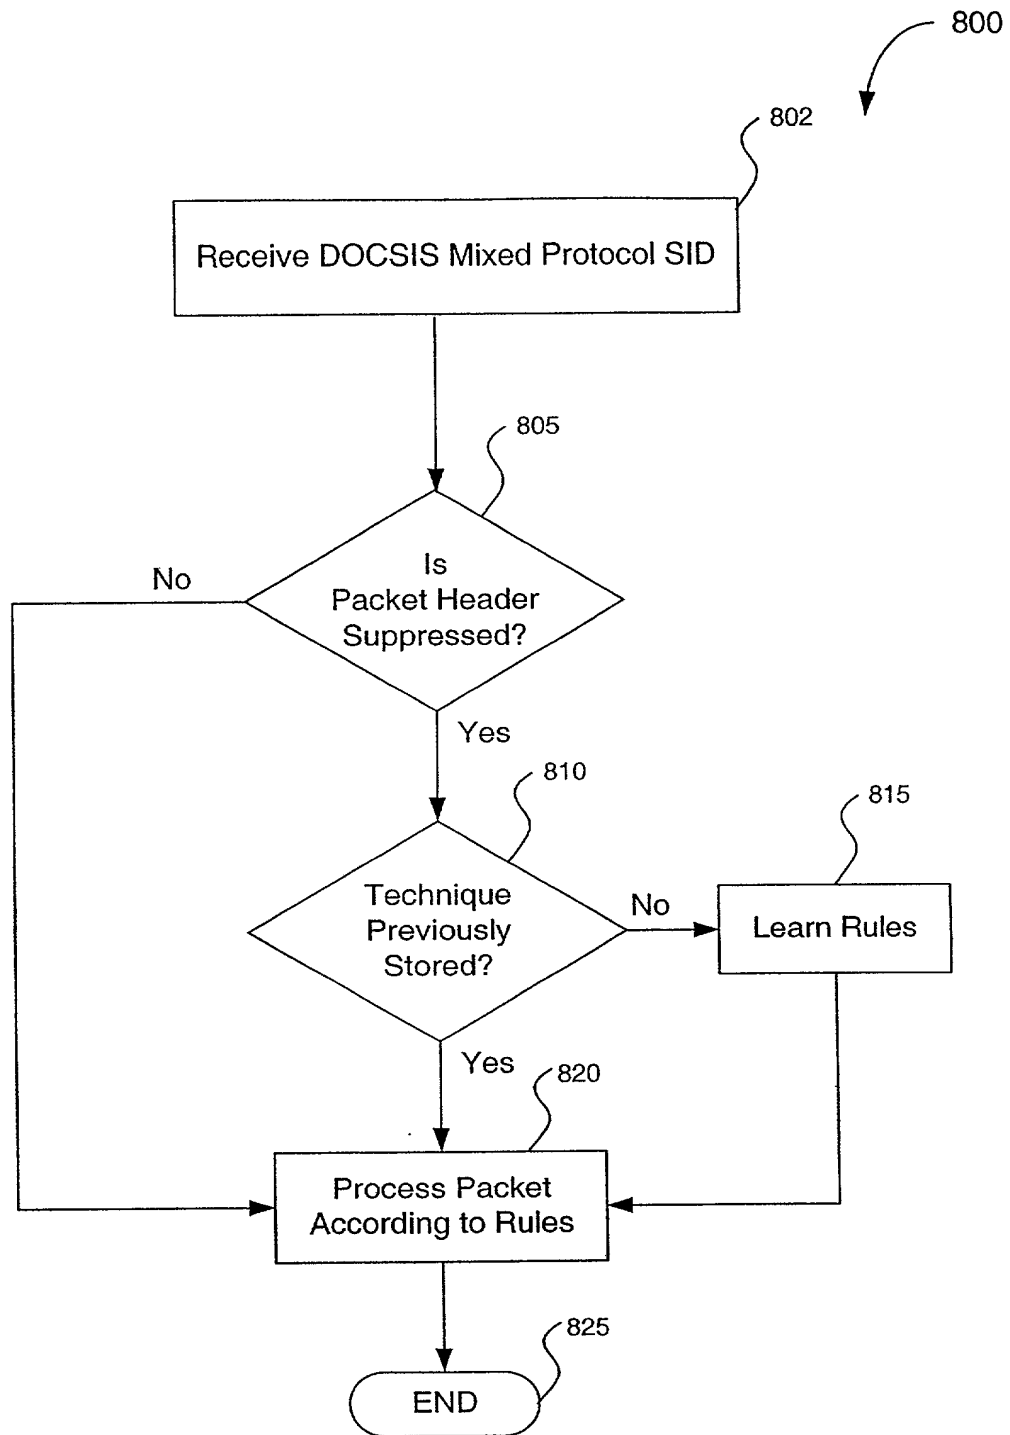 800
802
Receive DOCSIS Mixed Protocol SID
805
Is
Packet Header
Suppressed?
No
Yes
810
815
Technique
Previously
Stored?
No
Learn Rules
Yes
820
Process Packet
According to Rules
825
END